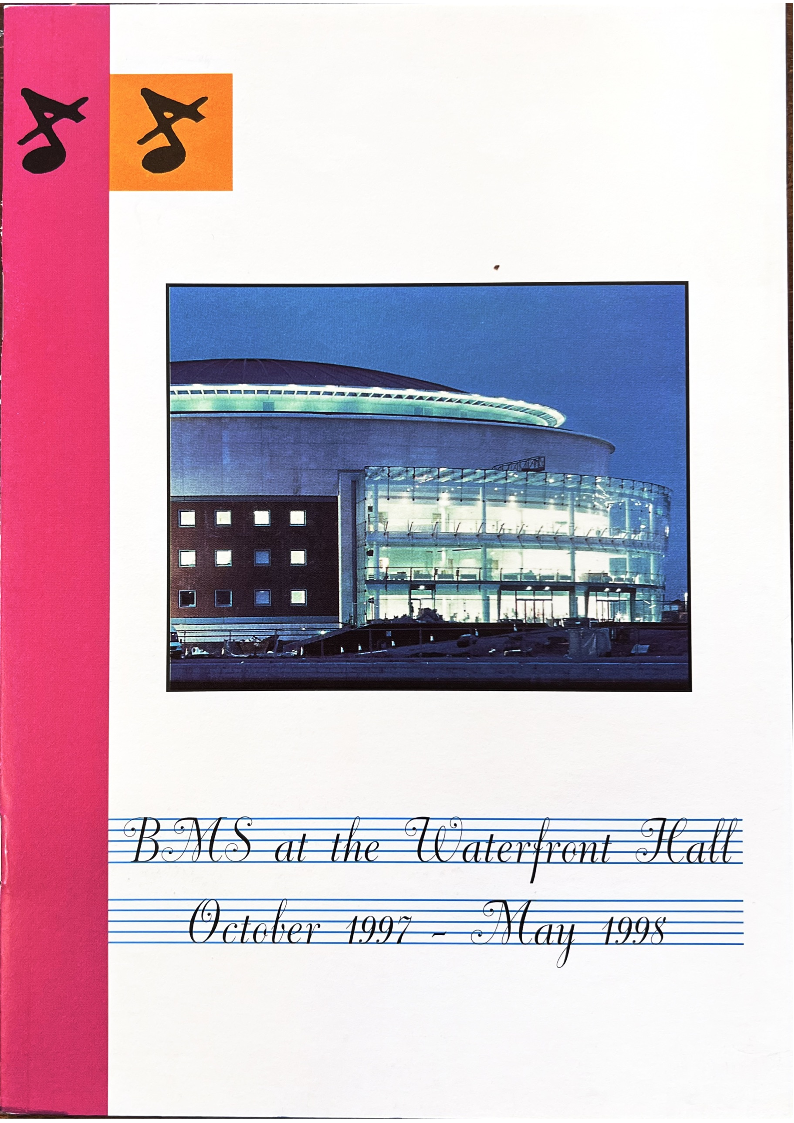 BMS at the Waterfront Hall
October 1997 - May 1998